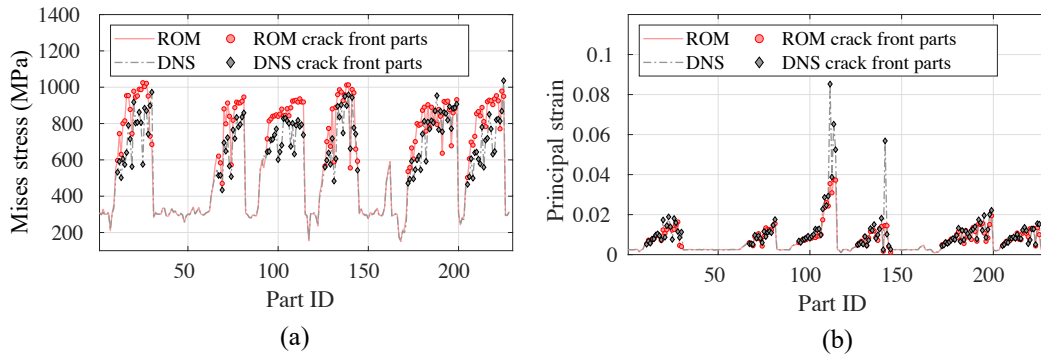 1400
1200
1000
800
600
400
200
Mises stress (MPa)
ROM
ROM crack front parts
DNS
DNS crack front parts
50
100
150
200
Part ID
(a)
0.1
0.08
0.06
0.04
0.02
0
Principal strain
ROM
ROM crack front parts
DNS
DNS crack front parts
50
100
150
200
Part ID
(b)